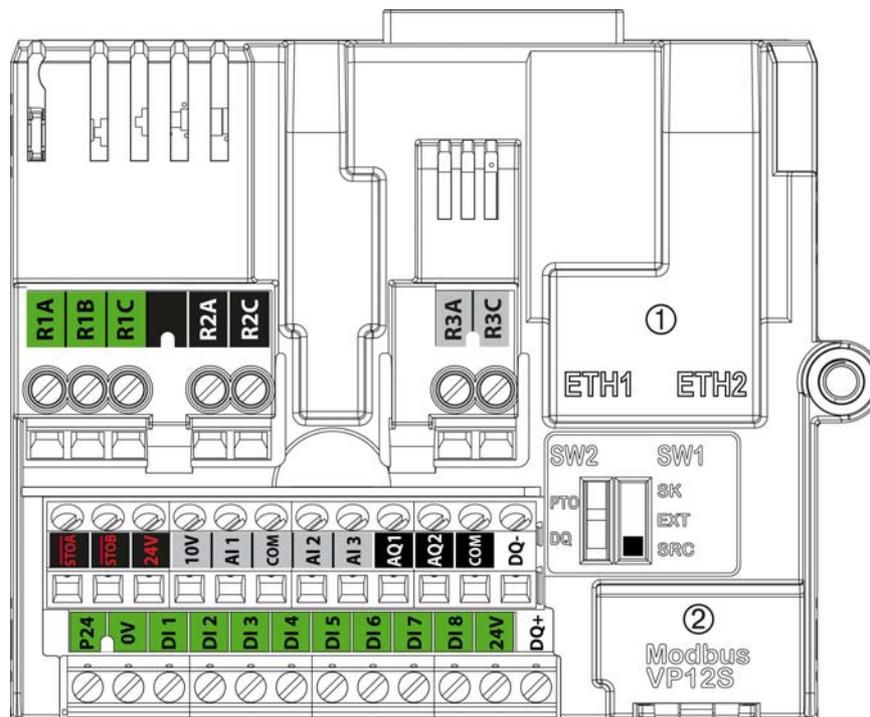 R1A R1B R1C R2A R2C R3A R3C
①
ETH1 ETH2
SW2 SW1
PTO SK
EXT
DQ SRC
STOA STOB 24V 10V AI 1 COM AI 2 AI 3 AQ1 AQ2 COM DQ-
P24 0V DI 1 DI 2 DI 3 DI 4 DI 5 DI 6 DI 7 DI 8 24V DQ+
②
Modbus
VP12S